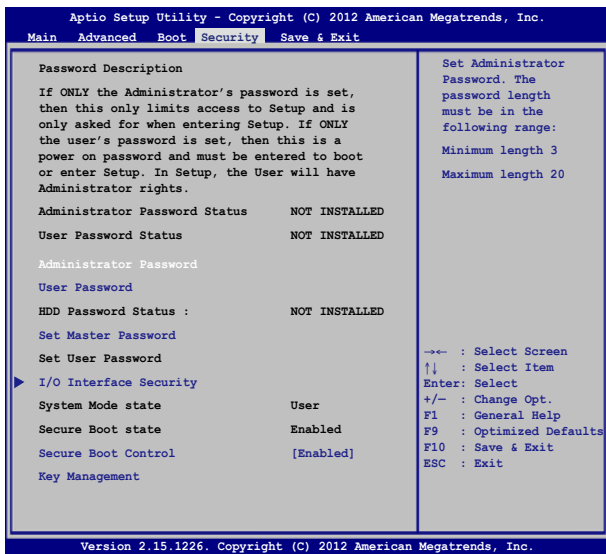 Aptio Setup Utility - Copyright (C) 2012 American Megatrends, Inc.
Main Advanced Boot Security Save & Exit
Password Description
If ONLY the Administrator's password is set,
then this only limits access to Setup and is
only asked for when entering Setup. If ONLY
the user's password is set, then this is a
power on password and must be entered to boot
or enter Setup. In Setup, the User will have
Administrator rights.
Administrator Password Status NOT INSTALLED
User Password Status NOT INSTALLED
Administrator Password
User Password
HDD Password Status : NOT INSTALLED
Set Master Password
Set User Password
I/O Interface Security
System Mode state User
Secure Boot state Enabled
Secure Boot Control [Enabled]
Key Management
Set Administrator
Password. The
password length
must be in the
following range:
Minimum length 3
Maximum length 20
→← : Select Screen
↑↓ : Select Item
Enter: Select
+/— : Change Opt.
F1 : General Help
F9 : Optimized Defaults
F10 : Save & Exit
ESC : Exit
Version 2.15.1226. Copyright (C) 2012 American Megatrends, Inc.